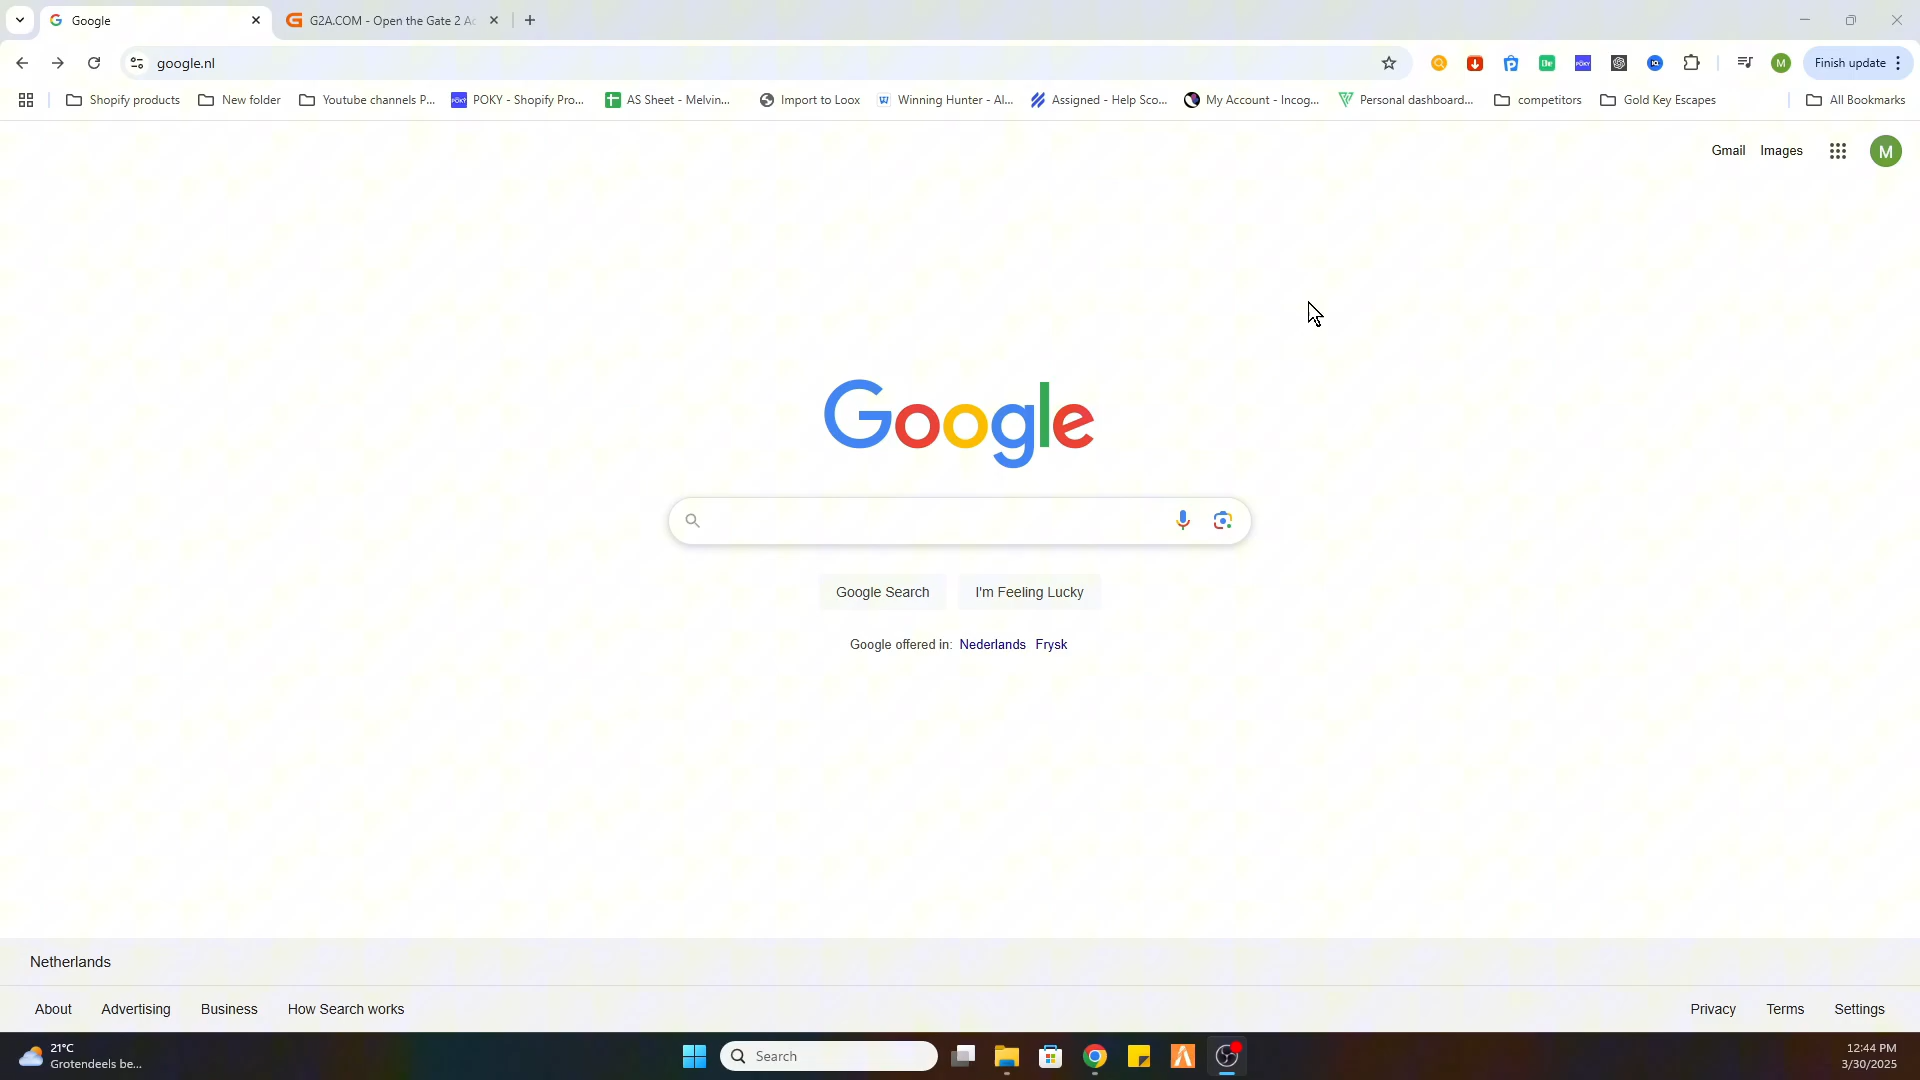 Google
G2A.COM - Open the Gate 2 Ac
google.nl
Finish update
Shopify products
New folder
Youtube channels P...
POKY - Shopify Pro...
AS Sheet - Melvin...
Import to Loox
Winning Hunter - AI...
Assigned - Help Sco...
My Account - Incog...
Personal dashboard...
competitors
Gold Key Escapes
All Bookmarks
Gmail
Images
M
Google
Google Search
I'm Feeling Lucky
Google offered in: Nederlands Frysk
Netherlands
About
Advertising
Business
How Search works
Privacy
Terms
Settings
21°C
Grotendeels be...
Search
12:44 PM
3/30/2025